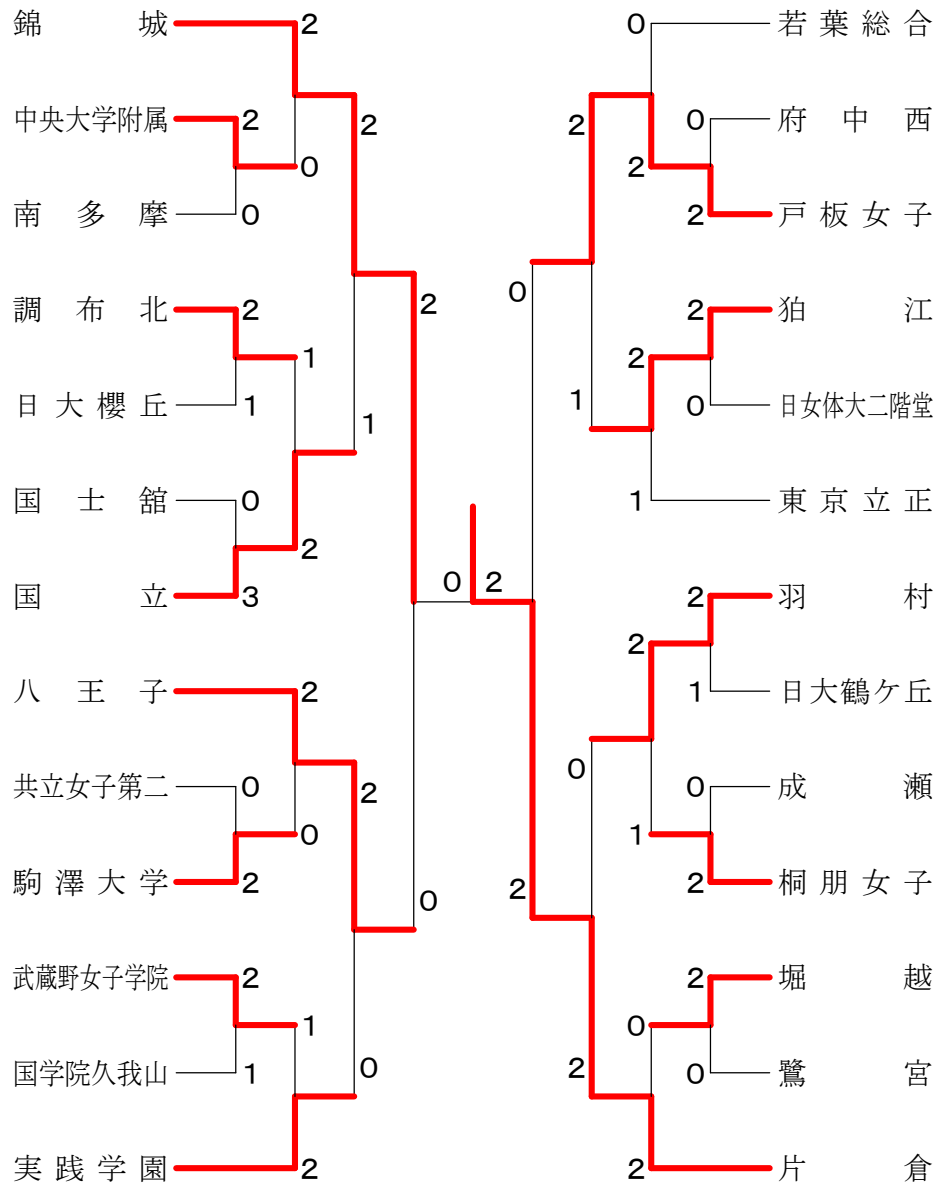 錦城 2 0 若葉総合
中央大学附属 2 2 2 0 府中西
0 2
南多摩 0 2 戸板女子
0
調布北 2 2 2 狛江
1 2
日大櫻丘 1 1 1 0 日女体大二階堂
国士舘 0 1 東京立正
2
国立 3 0 2 2 羽村
2
八王子 2 1 日大鶴ケ丘
0
共立女子第二 0 2 0 成瀬
0 1
駒澤大学 2 0 2 2 桐朋女子
武蔵野女子学院 2 2 堀越
1 0
国学院久我山 1 0 2 0 鷺宮
実践学園 2 2 片倉